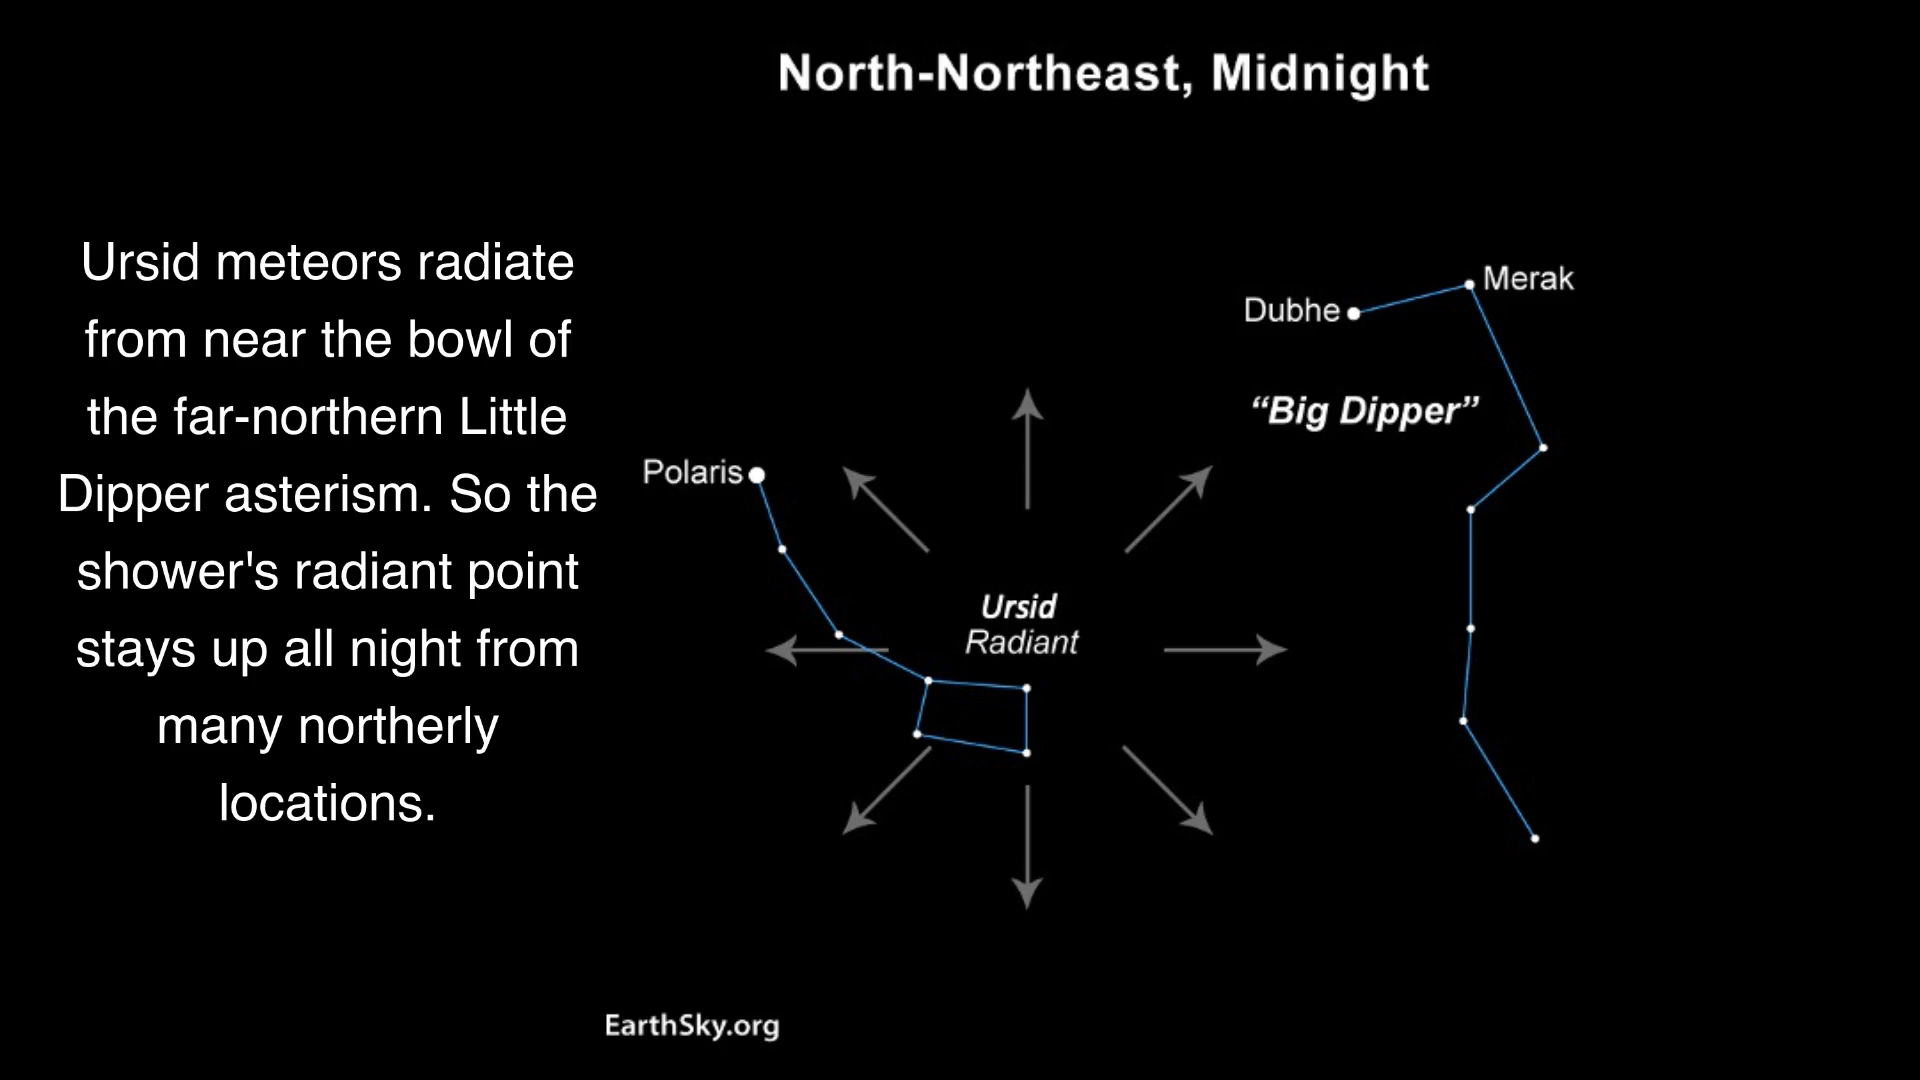 North-Northeast, Midnight
Ursid meteors radiate
from near the bowl of
the far-northern Little
Dipper asterism. So the
shower's radiant point
stays up all night from
many northerly
locations.
Merak
Dubhe
“Big Dipper”
Polaris
Ursid
Radiant
EarthSky.org